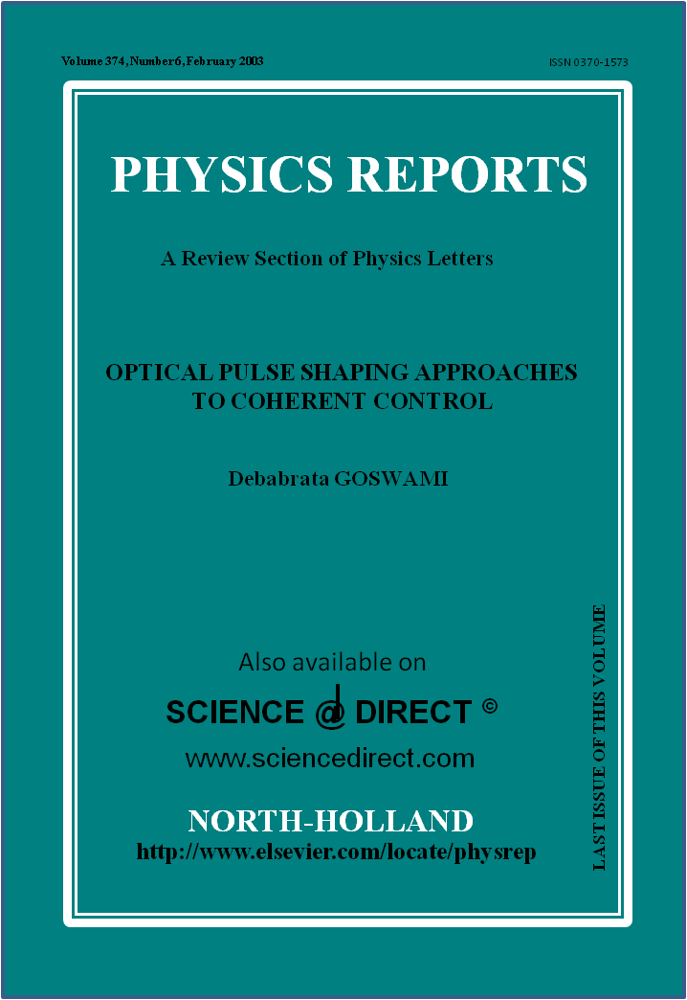 Volume 374, Number 6, February 2003
ISSN 0370-1573
PHYSICS REPORTS
A Review Section of Physics Letters
OPTICAL PULSE SHAPING APPROACHES
TO COHERENT CONTROL
Debabrata GOSWAMI
LAST ISSUE OF THIS VOLUME
Also available on
SCIENCE @ DIRECT ©
www.sciencedirect.com
NORTH-HOLLAND
http://www.elsevier.com/locate/physrep